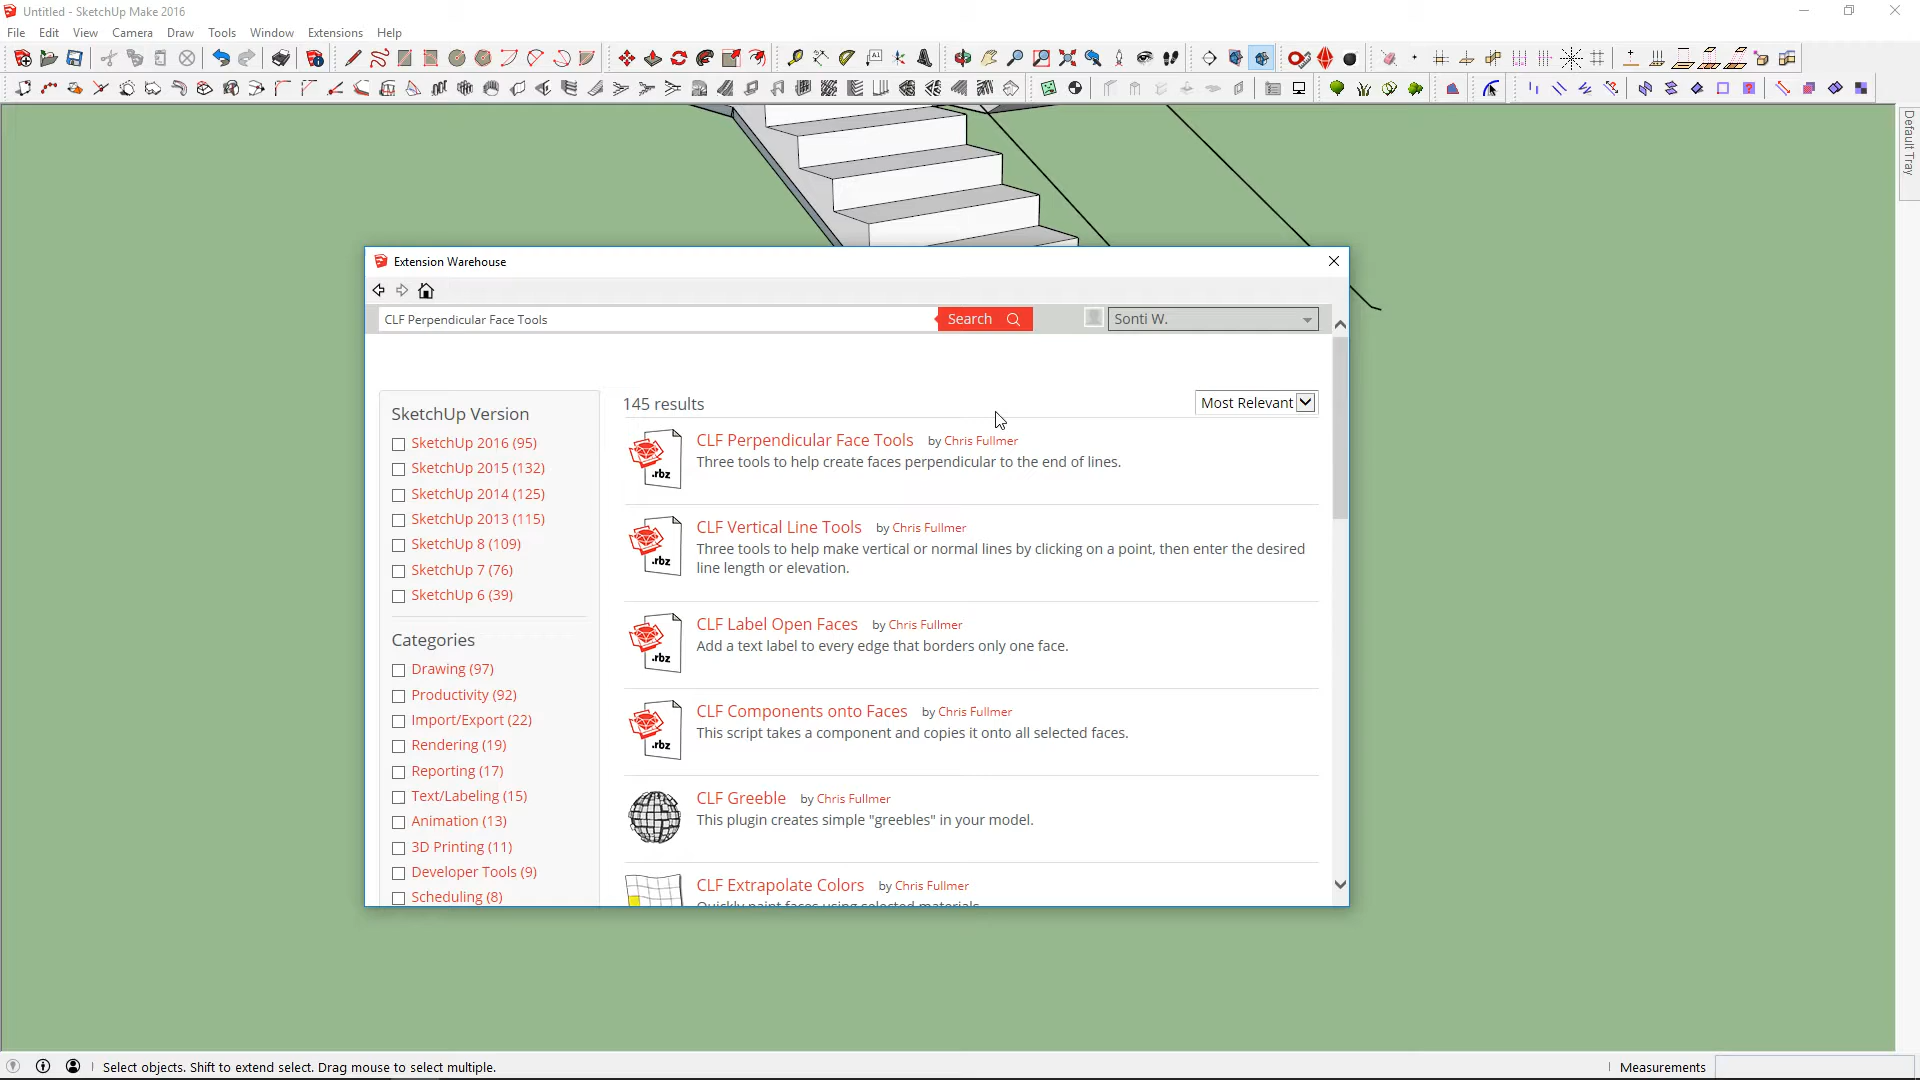 Untitled - SketchUp Make 2016
File Edit View Camera Draw Tools Window Extensions Help
Default Tray
Extension Warehouse
CLF Perpendicular Face Tools
Search
Sonti W.
SketchUp Version
SketchUp 2016 (95)
SketchUp 2015 (132)
SketchUp 2014 (125)
SketchUp 2013 (115)
SketchUp 8 (109)
SketchUp 7 (76)
SketchUp 6 (39)
Categories
Drawing (97)
Productivity (92)
Import/Export (22)
Rendering (19)
Reporting (17)
Text/Labeling (15)
Animation (13)
3D Printing (11)
Developer Tools (9)
Scheduling (8)
145 results
Most Relevant
.rbz
CLF Perpendicular Face Tools by Chris Fullmer
Three tools to help create faces perpendicular to the end of lines.
.rbz
CLF Vertical Line Tools by Chris Fullmer
Three tools to help make vertical or normal lines by clicking on a point, then enter the desired
line length or elevation.
.rbz
CLF Label Open Faces by Chris Fullmer
Add a text label to every edge that borders only one face.
.rbz
CLF Components onto Faces by Chris Fullmer
This script takes a component and copies it onto all selected faces.
CLF Greeble by Chris Fullmer
This plugin creates simple "greebles" in your model.
CLF Extrapolate Colors by Chris Fullmer
Quickly paint faces using selected materials
Select objects. Shift to extend select. Drag mouse to select multiple.
Measurements